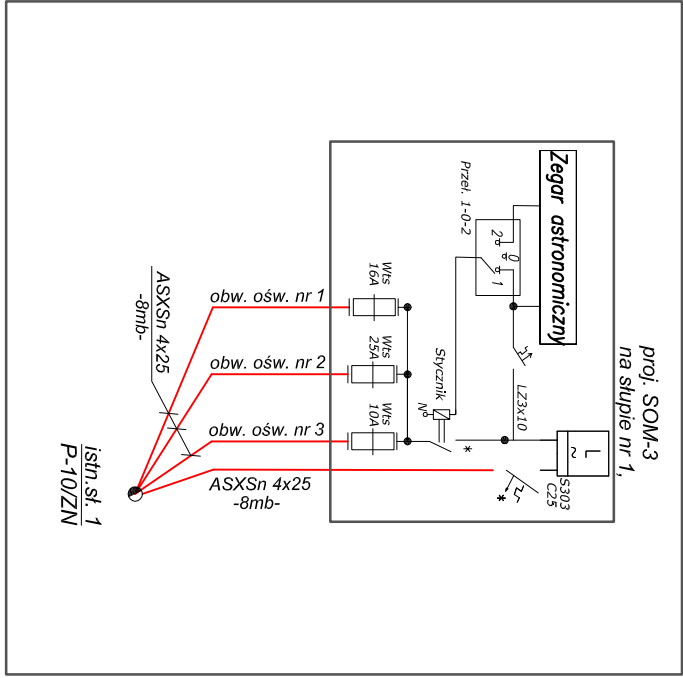 proj. SOM-3
na słupie nr 1,
Zegar astronomiczny
Przeł. 1-0-2
2
0
1
LZ3x10
L
~
S303
C25
*
*
Stycznik
N
Wts
16A
Wts
25A
Wts
10A
obw. ośw. nr 1
obw. ośw. nr 2
obw. ośw. nr 3
ASXSn 4x25
-8mb-
ASXSn 4x25
-8mb-
istn.sł. 1
P-10/ZN